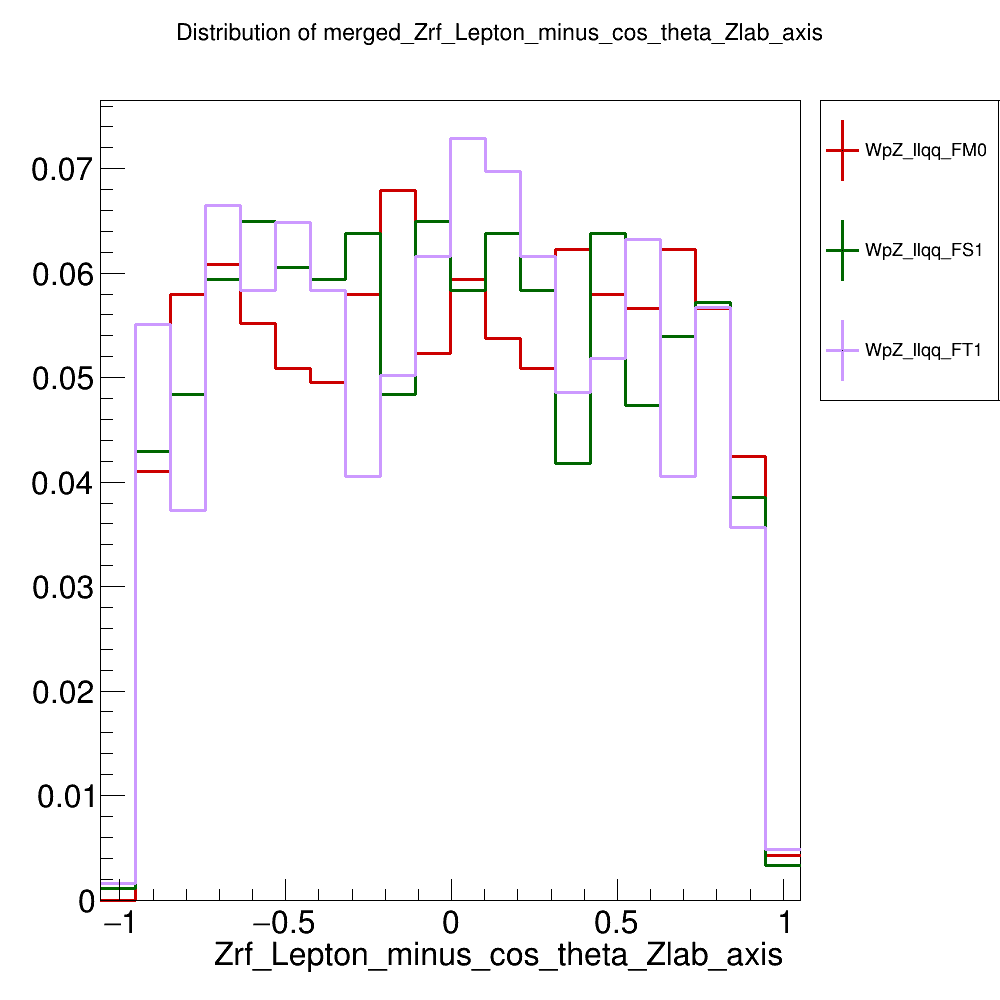 Distribution of merged_Zrf_Lepton_minus_cos_theta_Zlab_axis
WpZ_llqq_FM0
WpZ_llqq_FS1
WpZ_llqq_FT1
0.07
0.06
0.05
0.04
0.03
0.02
0.01
0
−1 −0.5 0 0.5 1
Zrf_Lepton_minus_cos_theta_Zlab_axis